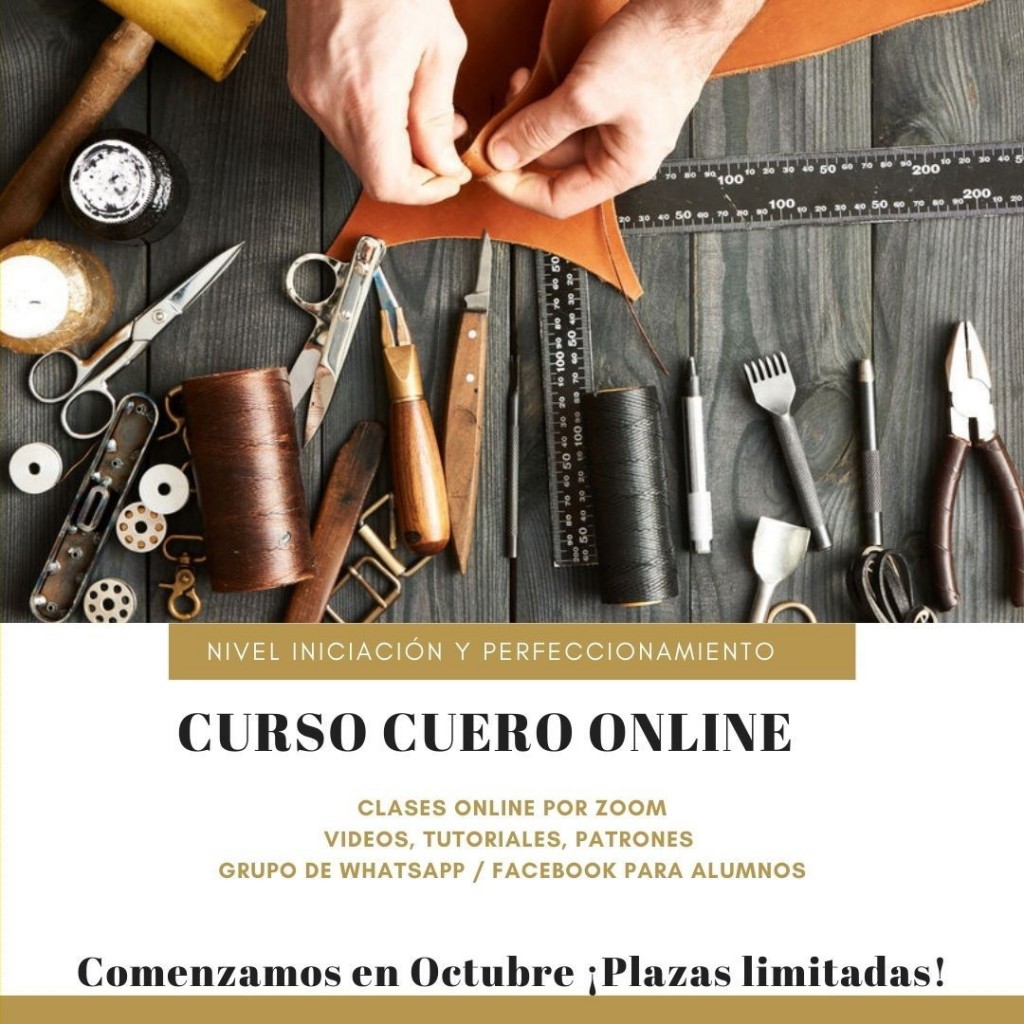 NIVEL INICIACIÓN Y PERFECCIONAMIENTO
CURSO CUERO ONLINE
CLASES ONLINE POR ZOOM
VIDEOS, TUTORIALES, PATRONES
GRUPO DE WHATSAPP / FACEBOOK PARA ALUMNOS
Comenzamos en Octubre ¡Plazas limitadas!